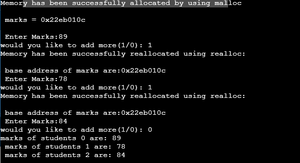 Memory has been successfully allocated by using malloc
marks = 0x22eb010c
Enter Marks:89
would you like to add more(1/0): 1
Memory has been successfully reallocated using realloc:
base address of marks are:0x22eb010c
Enter Marks:78
would you like to add more(1/0): 1
Memory has been successfully reallocated using realloc:
base address of marks are:0x22eb010c
Enter Marks:84
would you like to add more(1/0): 0
marks of students 0 are: 89
marks of students 1 are: 78
marks of students 2 are: 84